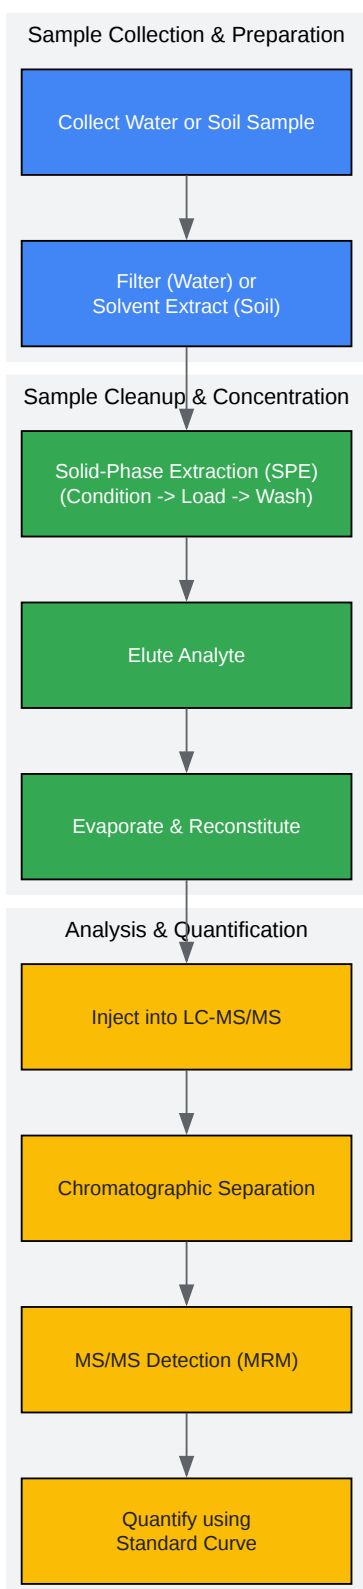 Sample Collection & Preparation
Collect Water or Soil Sample
Filter (Water) or
Solvent Extract (Soil)
Sample Cleanup & Concentration
Solid-Phase Extraction (SPE)
(Condition -> Load -> Wash)
Elute Analyte
Evaporate & Reconstitute
Analysis & Quantification
Inject into LC-MS/MS
Chromatographic Separation
MS/MS Detection (MRM)
Quantify using
Standard Curve